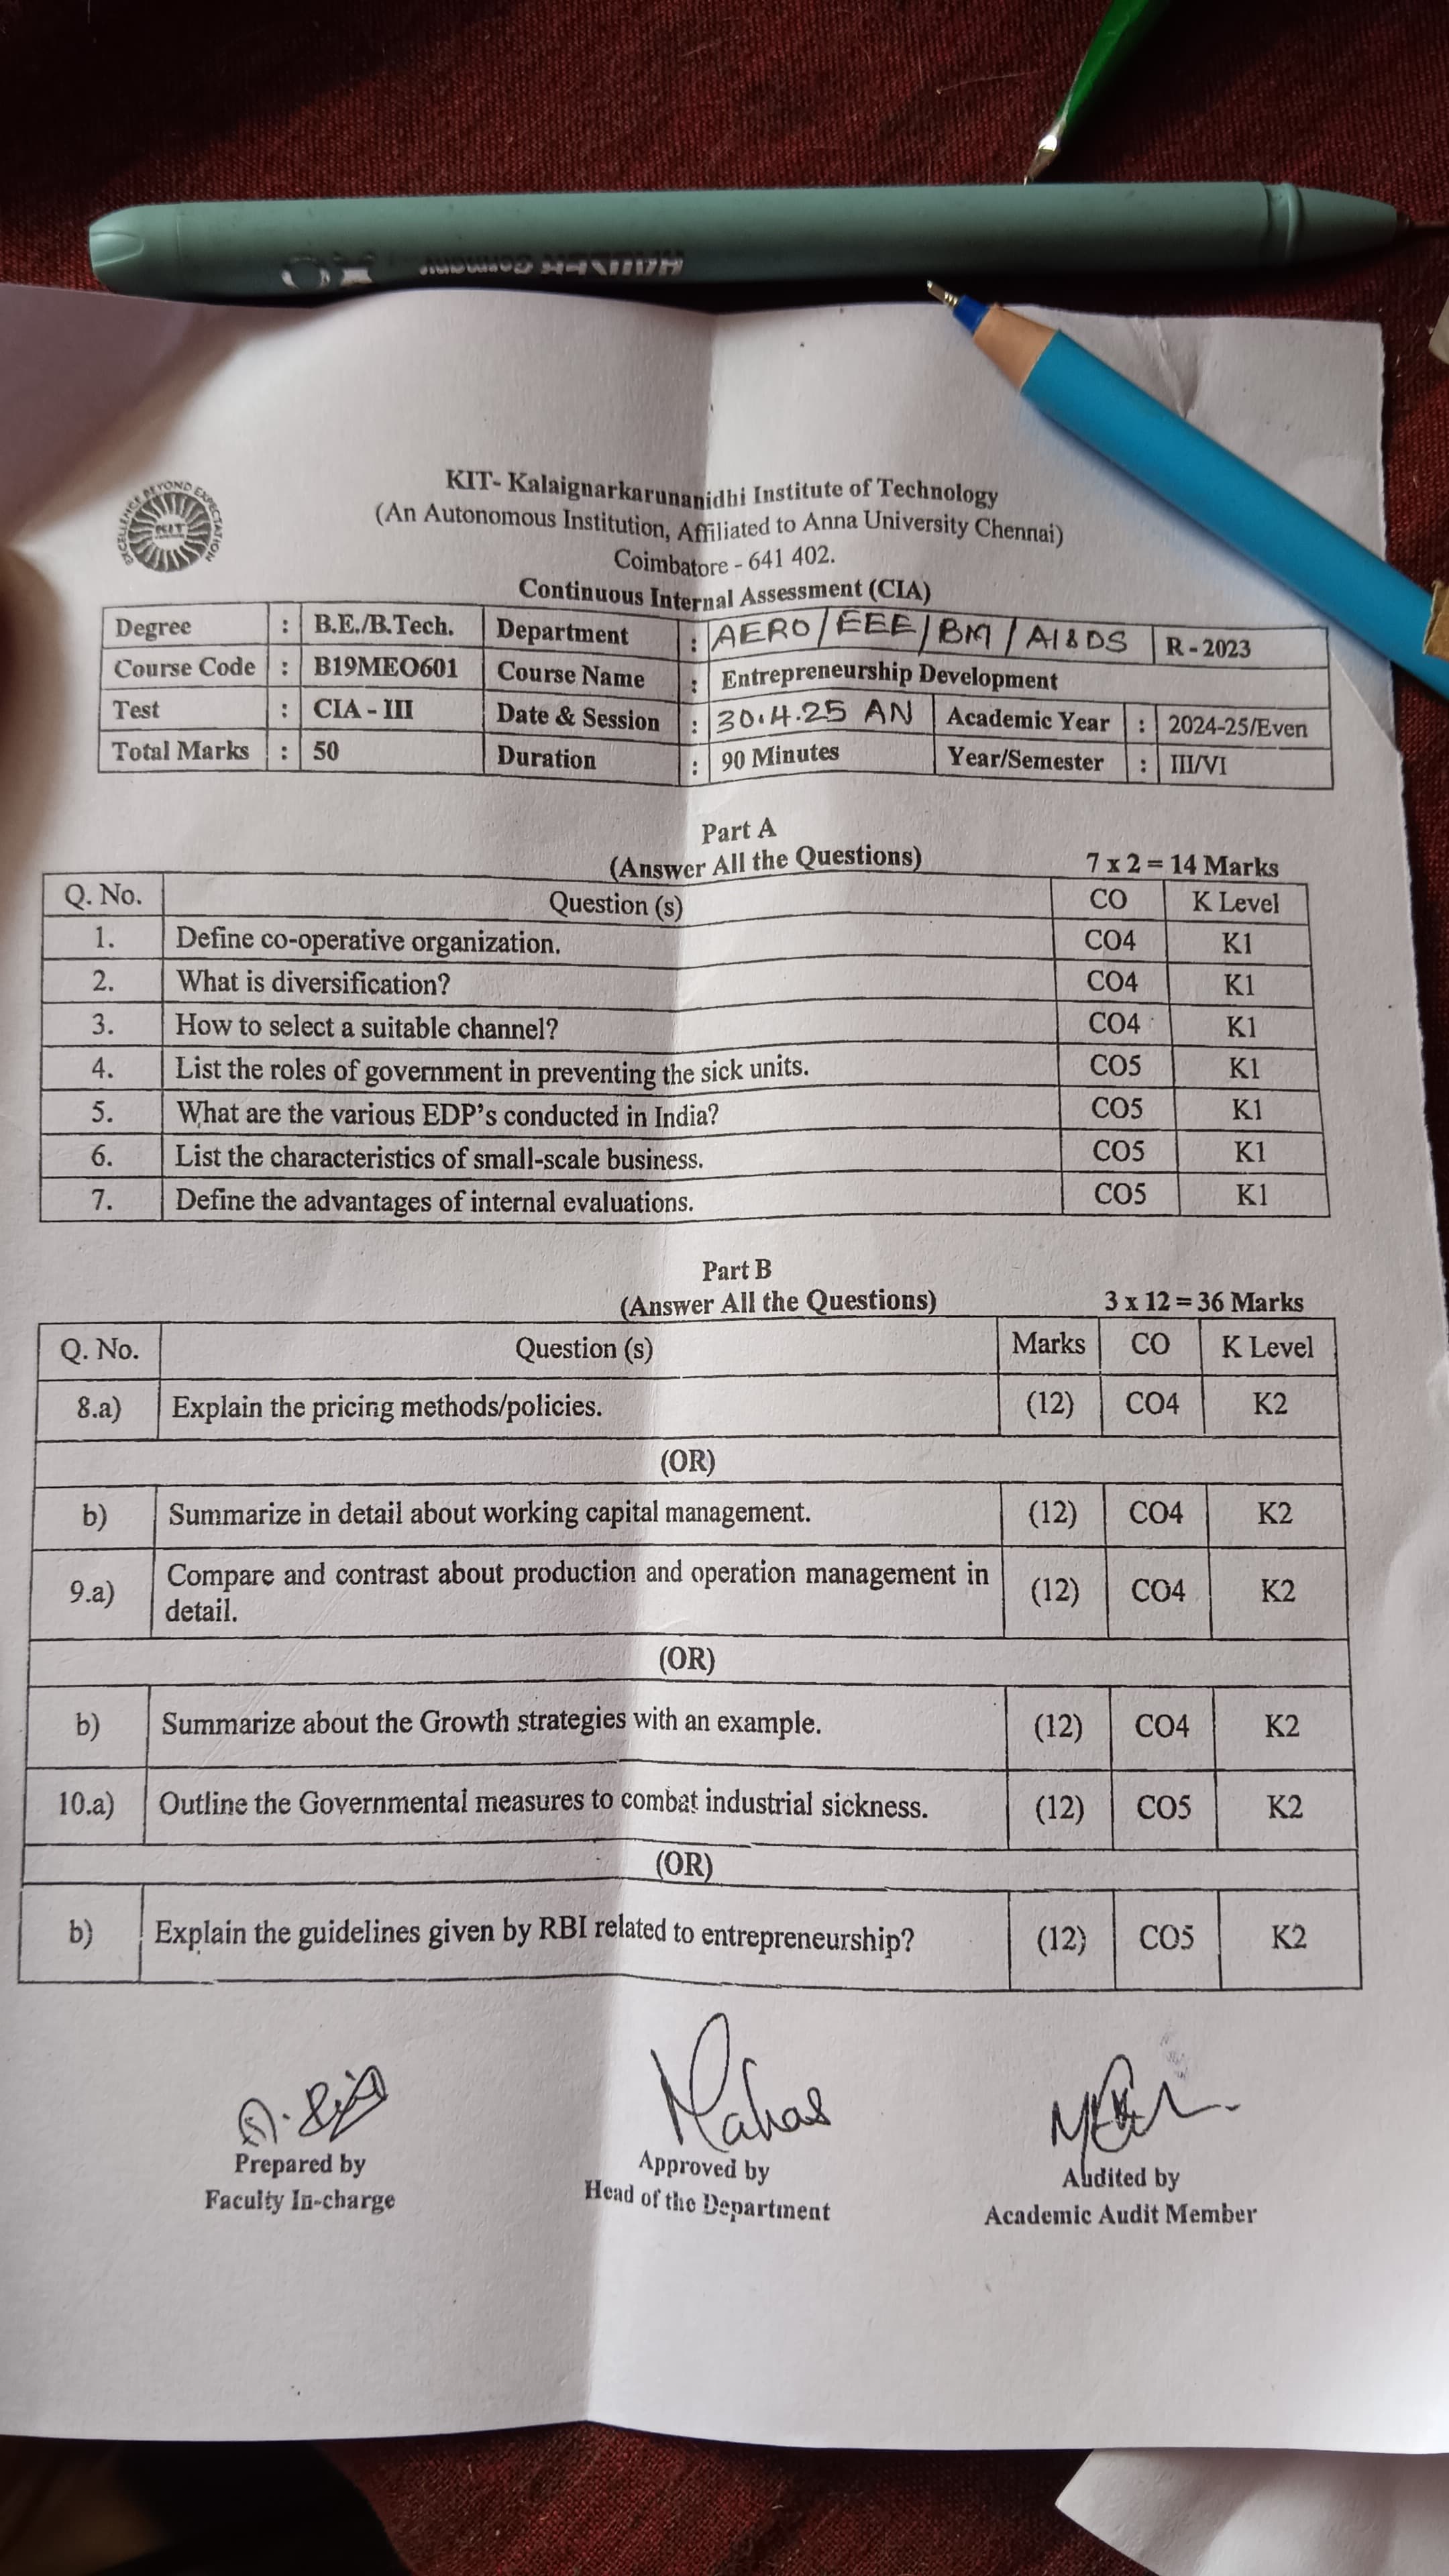 HAUSER Germany
XO
EXCELLENCE BEYOND EXPECTATION
KIT
KIT- Kalaignarkarunanidhi Institute of Technology
(An Autonomous Institution, Affiliated to Anna University Chennai)
Coimbatore - 641 402.
Continuous Internal Assessment (CIA)
Degree : B.E./B.Tech. Department : AERO/EEE/BM/AI&DS R - 2023
Course Code : B19MEO601 Course Name : Entrepreneurship Development
Test : CIA - III Date & Session : 30.4.25 AN Academic Year : 2024-25/Even
Total Marks : 50 Duration : 90 Minutes Year/Semester : III/VI
Part A
(Answer All the Questions) 7 x 2 = 14 Marks
Q. No. Question (s) CO K Level
1. Define co-operative organization. CO4 K1
2. What is diversification? CO4 K1
3. How to select a suitable channel? CO4 K1
4. List the roles of government in preventing the sick units. CO5 K1
5. What are the various EDP's conducted in India? CO5 K1
6. List the characteristics of small-scale business. CO5 K1
7. Define the advantages of internal evaluations. CO5 K1
Part B
(Answer All the Questions) 3 x 12 = 36 Marks
Q. No. Question (s) Marks CO K Level
8.a) Explain the pricing methods/policies. (12) CO4 K2
(OR)
b) Summarize in detail about working capital management. (12) CO4 K2
9.a) Compare and contrast about production and operation management in
detail. (12) CO4 K2
(OR)
b) Summarize about the Growth strategies with an example. (12) CO4 K2
10.a) Outline the Governmental measures to combat industrial sickness. (12) CO5 K2
(OR)
b) Explain the guidelines given by RBI related to entrepreneurship? (12) CO5 K2
Prepared by
Faculty In-charge
Approved by
Head of the Department
Audited by
Academic Audit Member